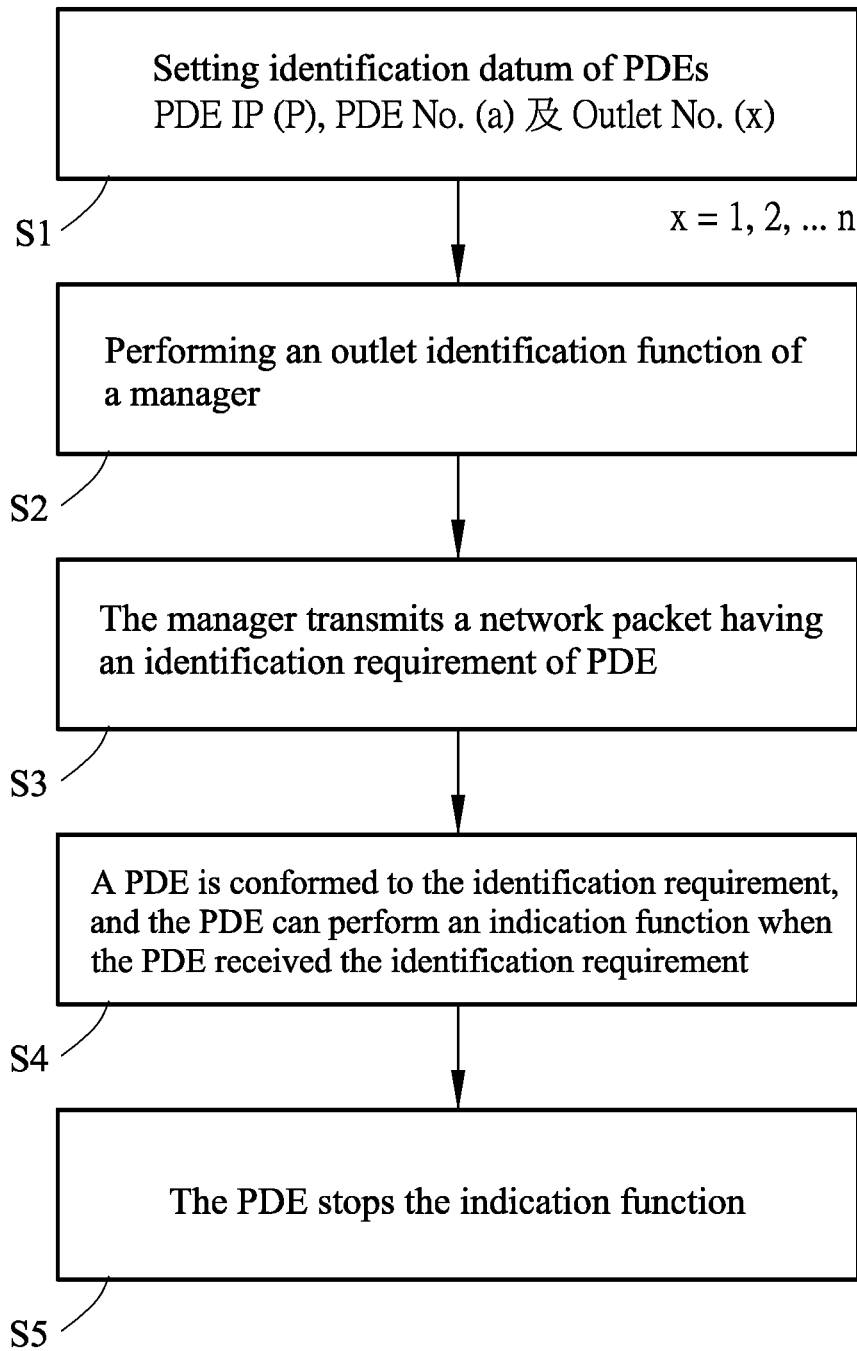 Setting identification datum of PDEs
PDE IP (P), PDE No. (a) 及 Outlet No. (x)
S1
x = 1, 2, ... n
Performing an outlet identification function of
a manager
S2
The manager transmits a network packet having
an identification requirement of PDE
S3
A PDE is conformed to the identification requirement,
and the PDE can perform an indication function when
the PDE received the identification requirement
S4
The PDE stops the indication function
S5